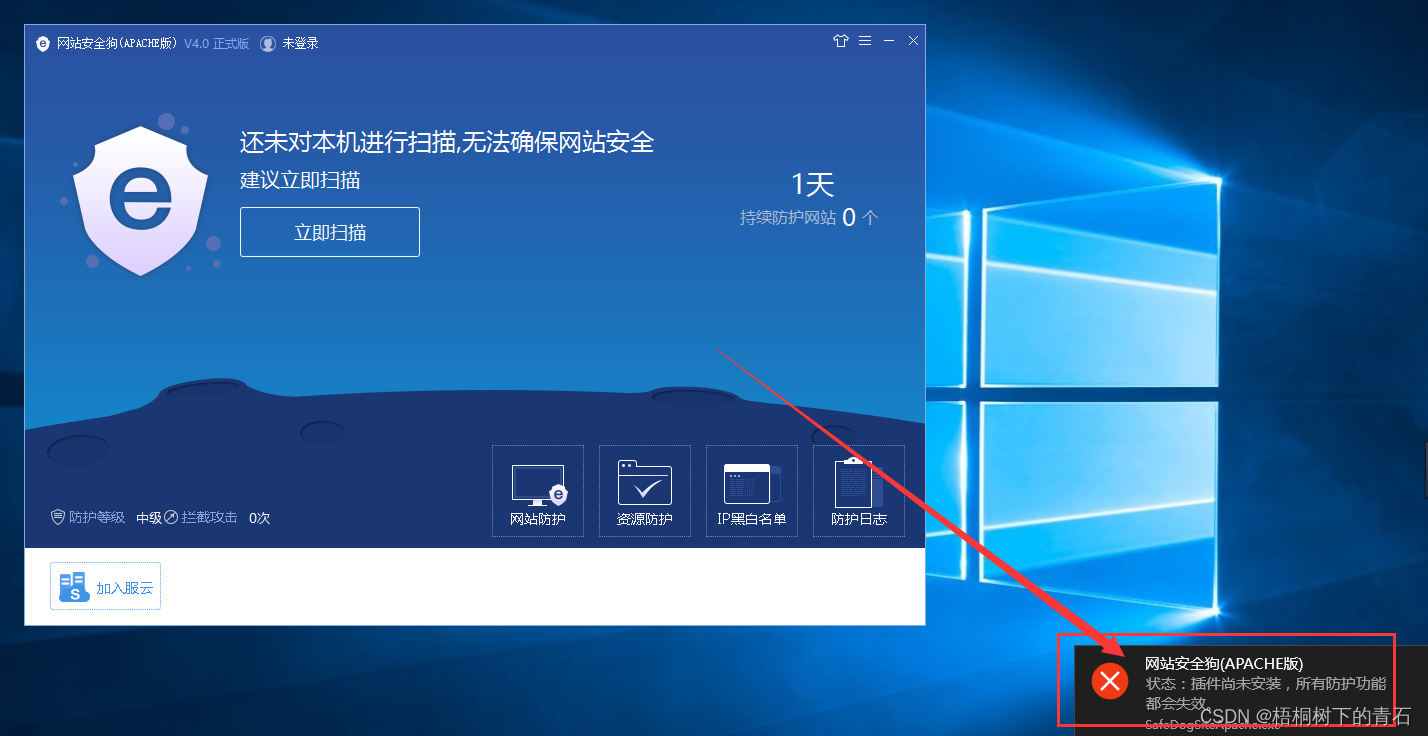 网站安全狗(APACHE版) V4.0 正式版 未登录
还未对本机进行扫描,无法确保网站安全
建议立即扫描
立即扫描
1天
持续防护网站 0 个
防护等级 中级 拦截攻击 0次
网站防护
资源防护
IP黑白名单
防护日志
加入服云
网站安全狗(APACHE版)
状态：插件尚未安装，所有防护功能
都会失效。
SafeDogSiteApache.exe
CSDN @梧桐树下的青石